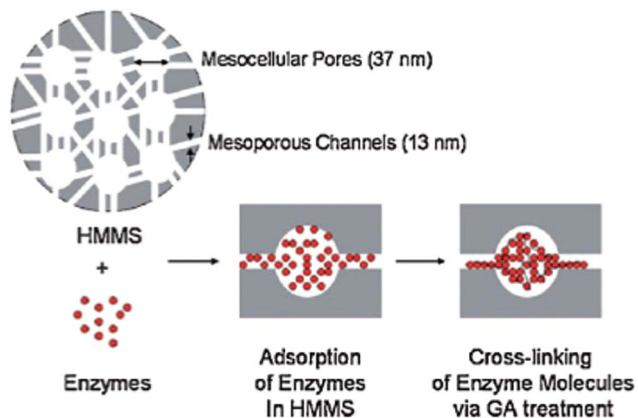 Mesocellular Pores (37 nm)
Mesoporous Channels (13 nm)
HMMS
+
Enzymes
Adsorption
of Enzymes
In HMMS
Cross-linking
of Enzyme Molecules
via GA treatment